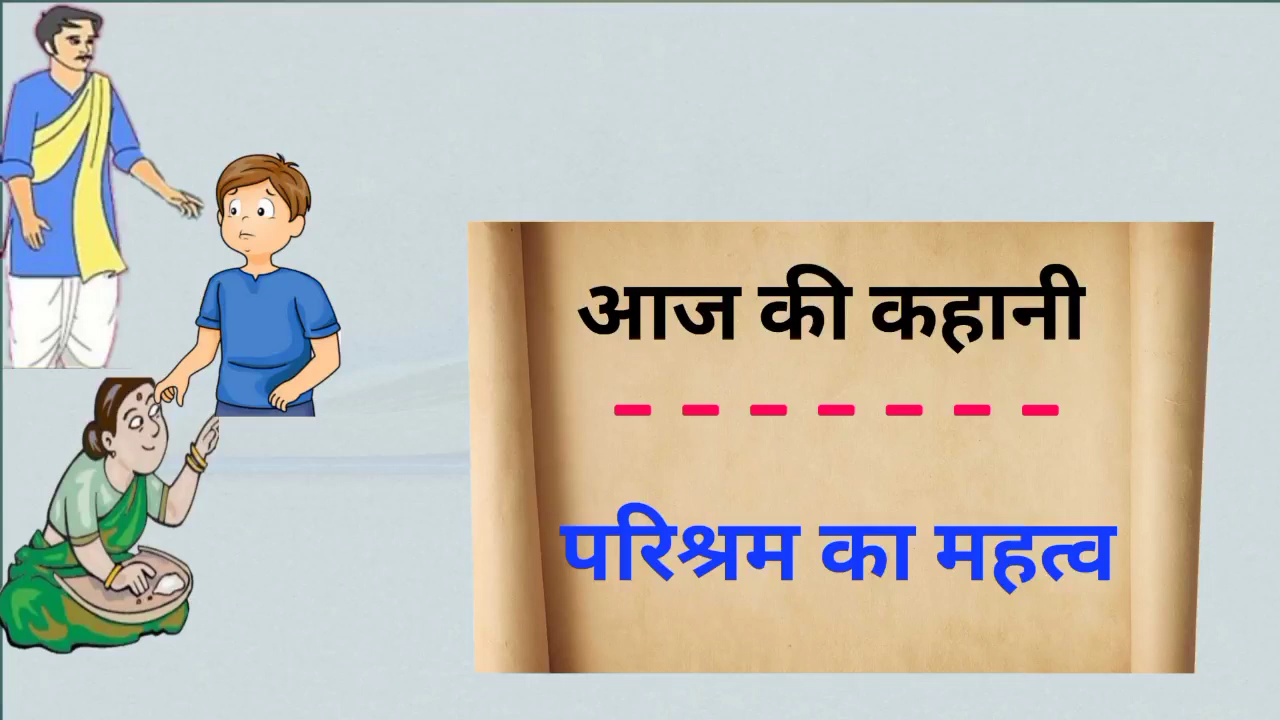 आज की कहानी
- - - - - - -
परिश्रम का महत्व